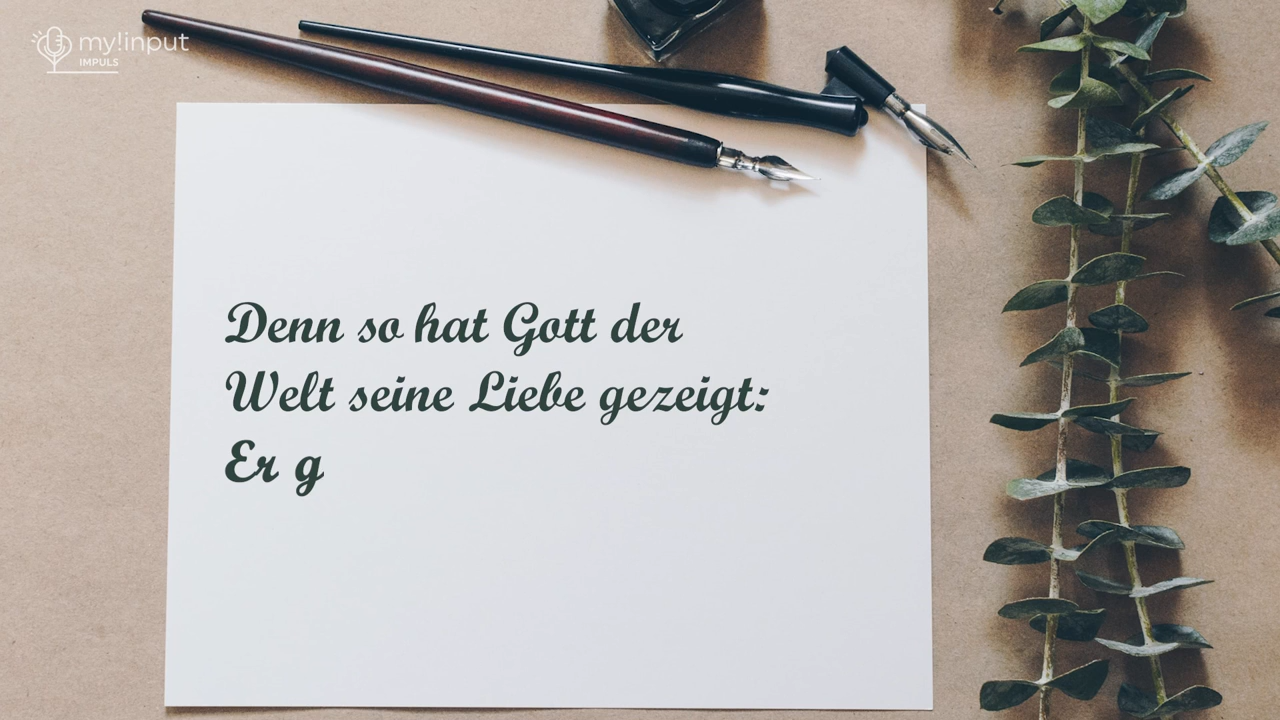 my!input
IMPULS
Denn so hat Gott der
Welt seine Liebe gezeigt:
Er g